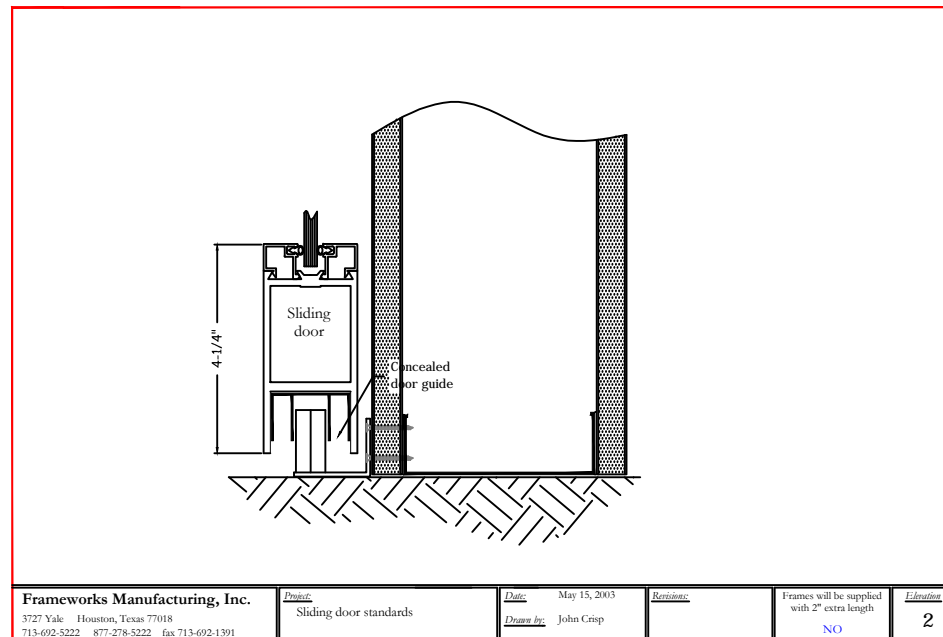 Sliding
door
4-1/4"
Concealed
door guide
Frameworks Manufacturing, Inc.
3727 Yale Houston, Texas 77018
713-692-5222 877-278-5222 fax 713-692-1391
Project:
Sliding door standards
Date: May 15, 2003
Drawn by: John Crisp
Revisions:
Frames will be supplied
with 2" extra length
NO
Elevation
2